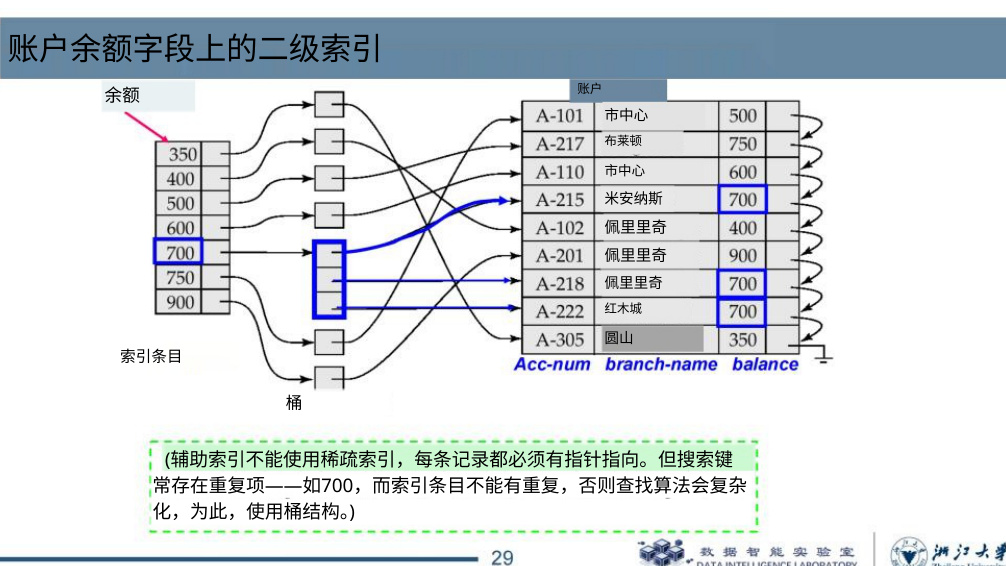 账户余额字段上的二级索引
余额
账户
A-101 市中心 500
A-217 布莱顿 750
A-110 市中心 600
A-215 米安纳斯 700
A-102 佩里里奇 400
A-201 佩里里奇 900
A-218 佩里里奇 700
A-222 红木城 700
A-305 圆山 350
Acc-num branch-name balance
350
400
500
600
700
750
900
索引条目
桶
(辅助索引不能使用稀疏索引，每条记录都必须有指针指向。但搜索键
常存在重复项——如700，而索引条目不能有重复，否则查找算法会复杂
化，为此，使用桶结构。)
29
数据智能实验室
DATA INTELLIGENCE LABORATORY
浙江大学